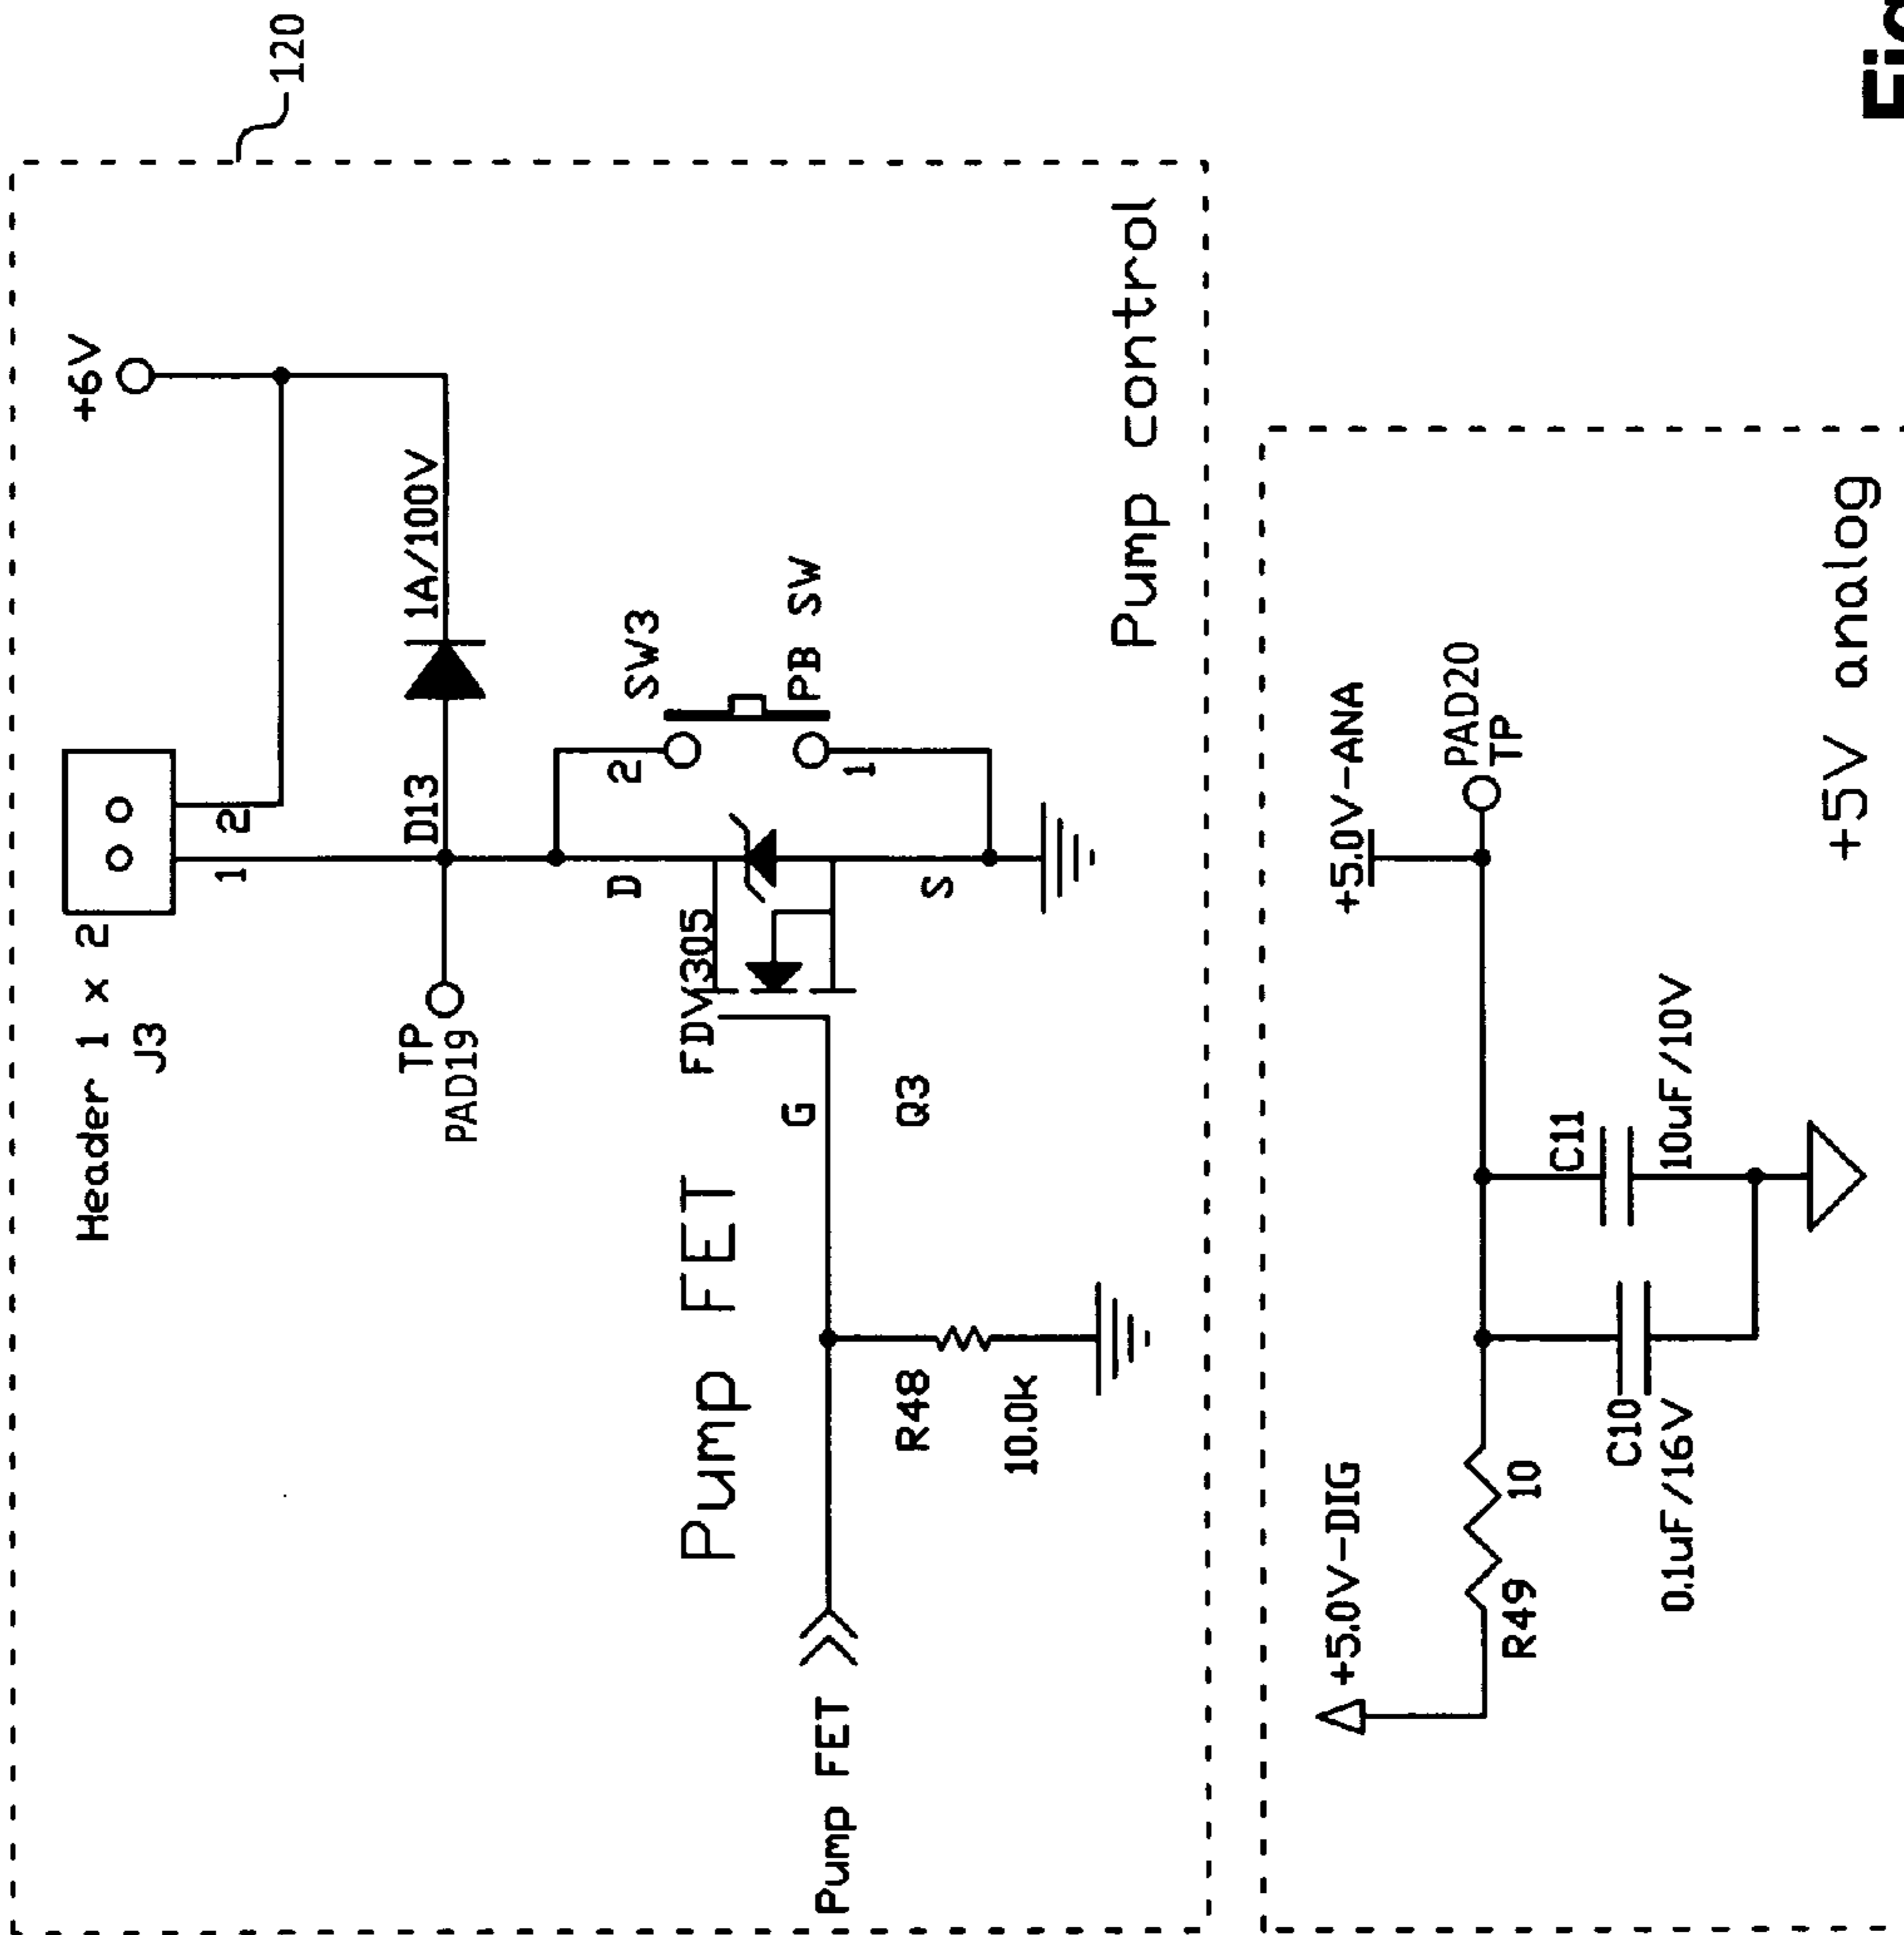 120
Header 1 x 2
J3
+6V
1
2
TP
PAD19
D13
1A/100V
Pump FET
FDV305
D
2
SW3
G
PB SW
1
Pump FET
Q3
S
R48
10.0k
Pump control
+5.0V-DIG
+5.0V-ANA
PAD20
TP
R49
10
C11
C10
0.1uF/16V
10uF/10V
+5V analog